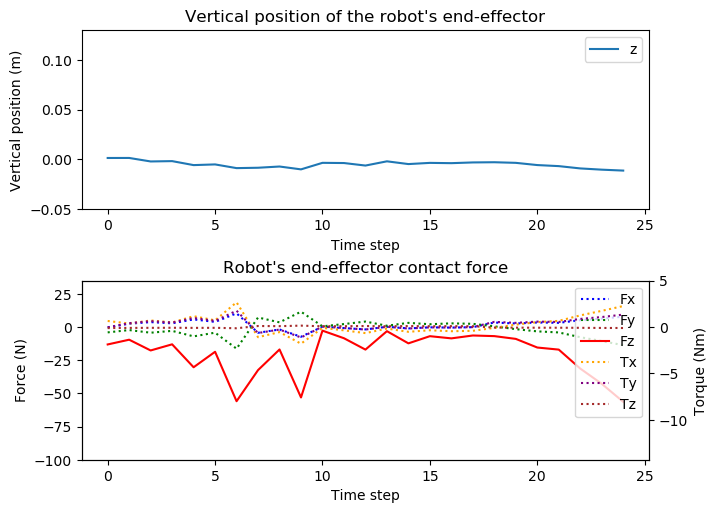 Vertical position of the robot's end-effector
Vertical position (m)
0.10
0.05
0.00
−0.05
z
0
5
10
15
20
25
Time step
Robot's end-effector contact force
Force (N)
25
0
−25
−50
−75
−100
Fx
Fy
Fz
Tx
Ty
Tz
5
0
−5
−10
Torque (Nm)
0
5
10
15
20
25
Time step